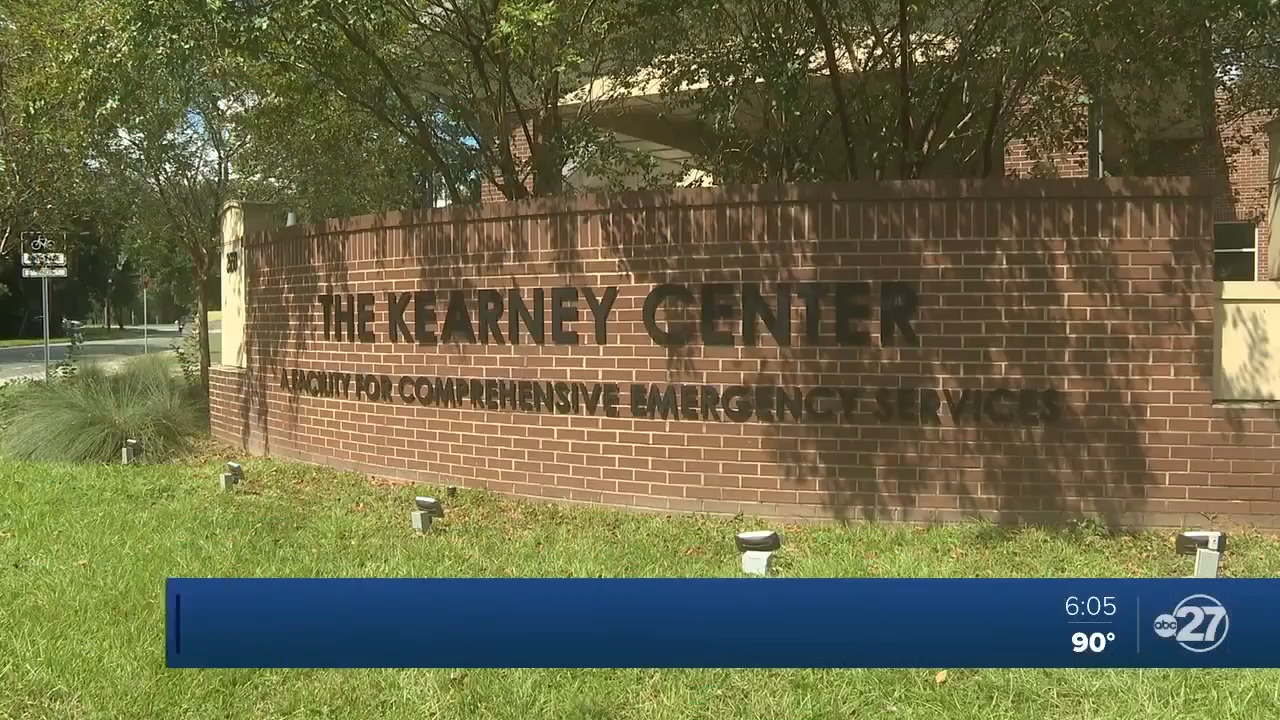 THE KEARNEY CENTER
A FACILITY FOR COMPREHENSIVE EMERGENCY SERVICES
6:05
90°
abc 27